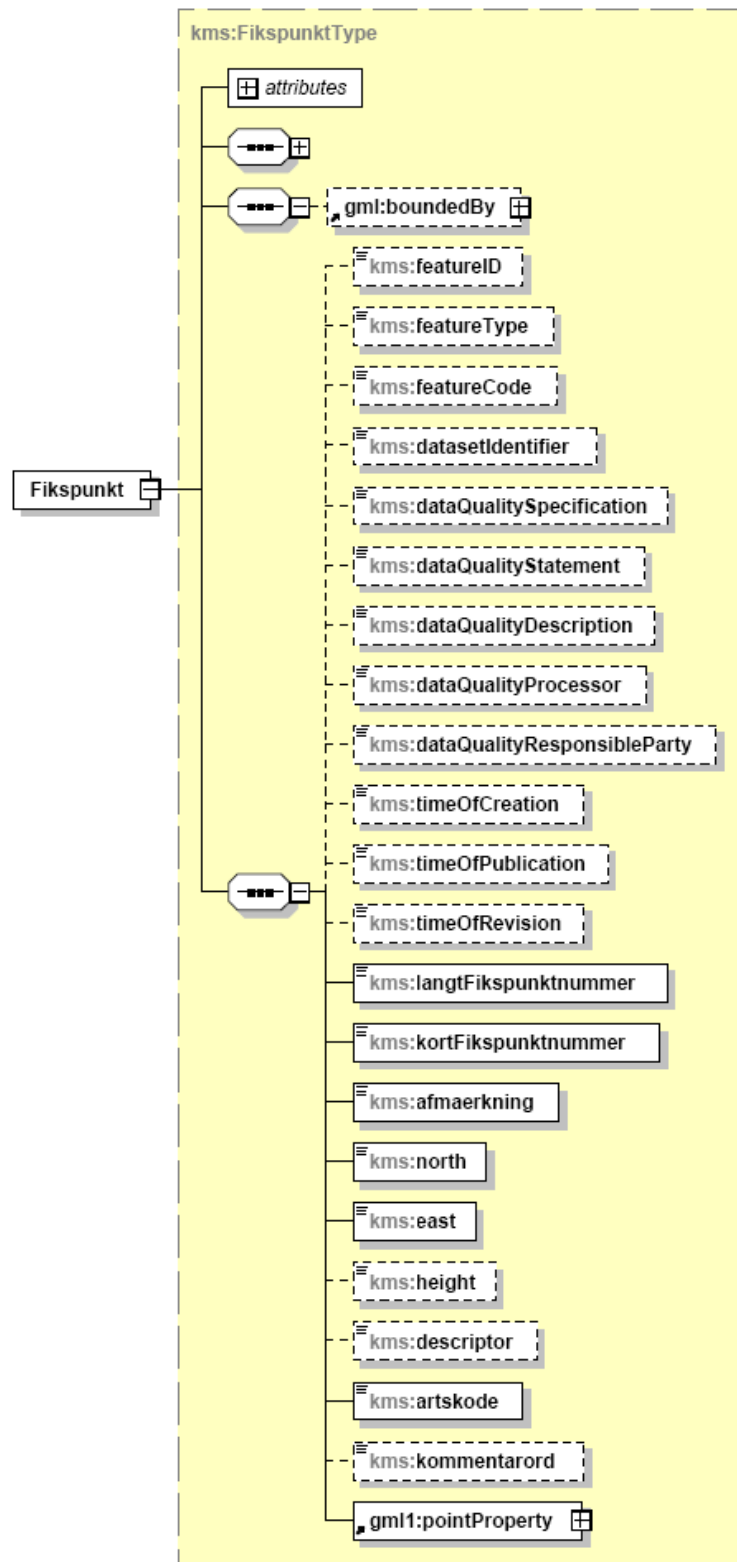 kms:FikspunktType
attributes
gml:boundedBy
kms:featureID
kms:featureType
kms:featureCode
kms:datasetIdentifier
Fikspunkt
kms:dataQualitySpecification
kms:dataQualityStatement
kms:dataQualityDescription
kms:dataQualityProcessor
kms:dataQualityResponsibleParty
kms:timeOfCreation
kms:timeOfPublication
kms:timeOfRevision
kms:langtFikspunktnummer
kms:kortFikspunktnummer
kms:afmaerkning
kms:north
kms:east
kms:height
kms:descriptor
kms:artskode
kms:kommentarord
gml1:pointProperty